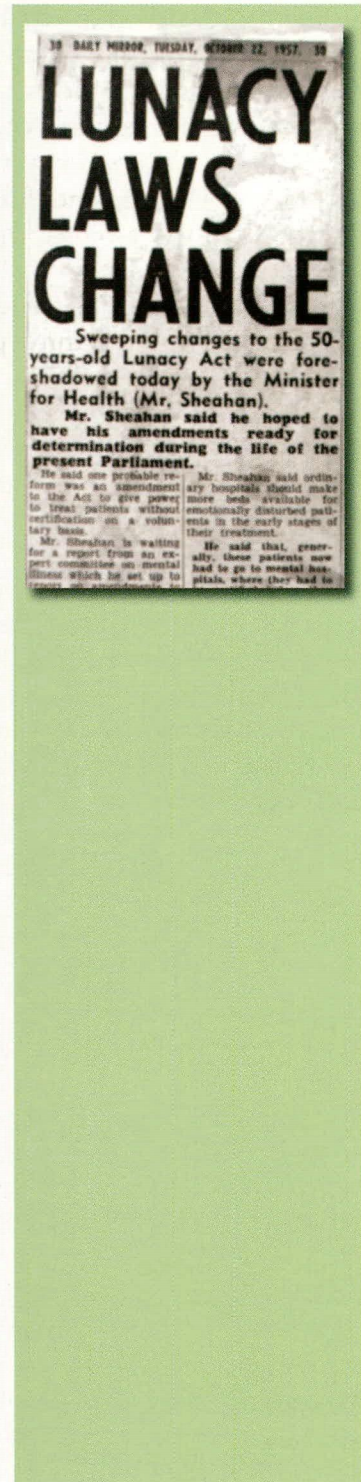 30 DAILY MIRROR, TUESDAY, OCTOBER 22, 1957. 30
LUNACY
LAWS
CHANGE
Sweeping changes to the 50-
years-old Lunacy Act were fore-
shadowed today by the Minister
for Health (Mr. Sheahan).
Mr. Sheahan said he hoped to
have his amendments ready for
determination during the life of the
present Parliament.
He said one probable re-
form was an amendment
to the Act to give power
to treat patients without
certification on a volun-
tary basis.
Mr. Sheahan is waiting
for a report from an ex-
pert committee on mental
illness which he set up to
report on amendments to
Mr. Sheahan said ordin-
ary hospitals should make
more beds available for
emotionally disturbed pati-
ents in the early stages of
their treatment.
He said that, gener-
ally, these patients now
had to go to mental hos-
pitals, where they had to